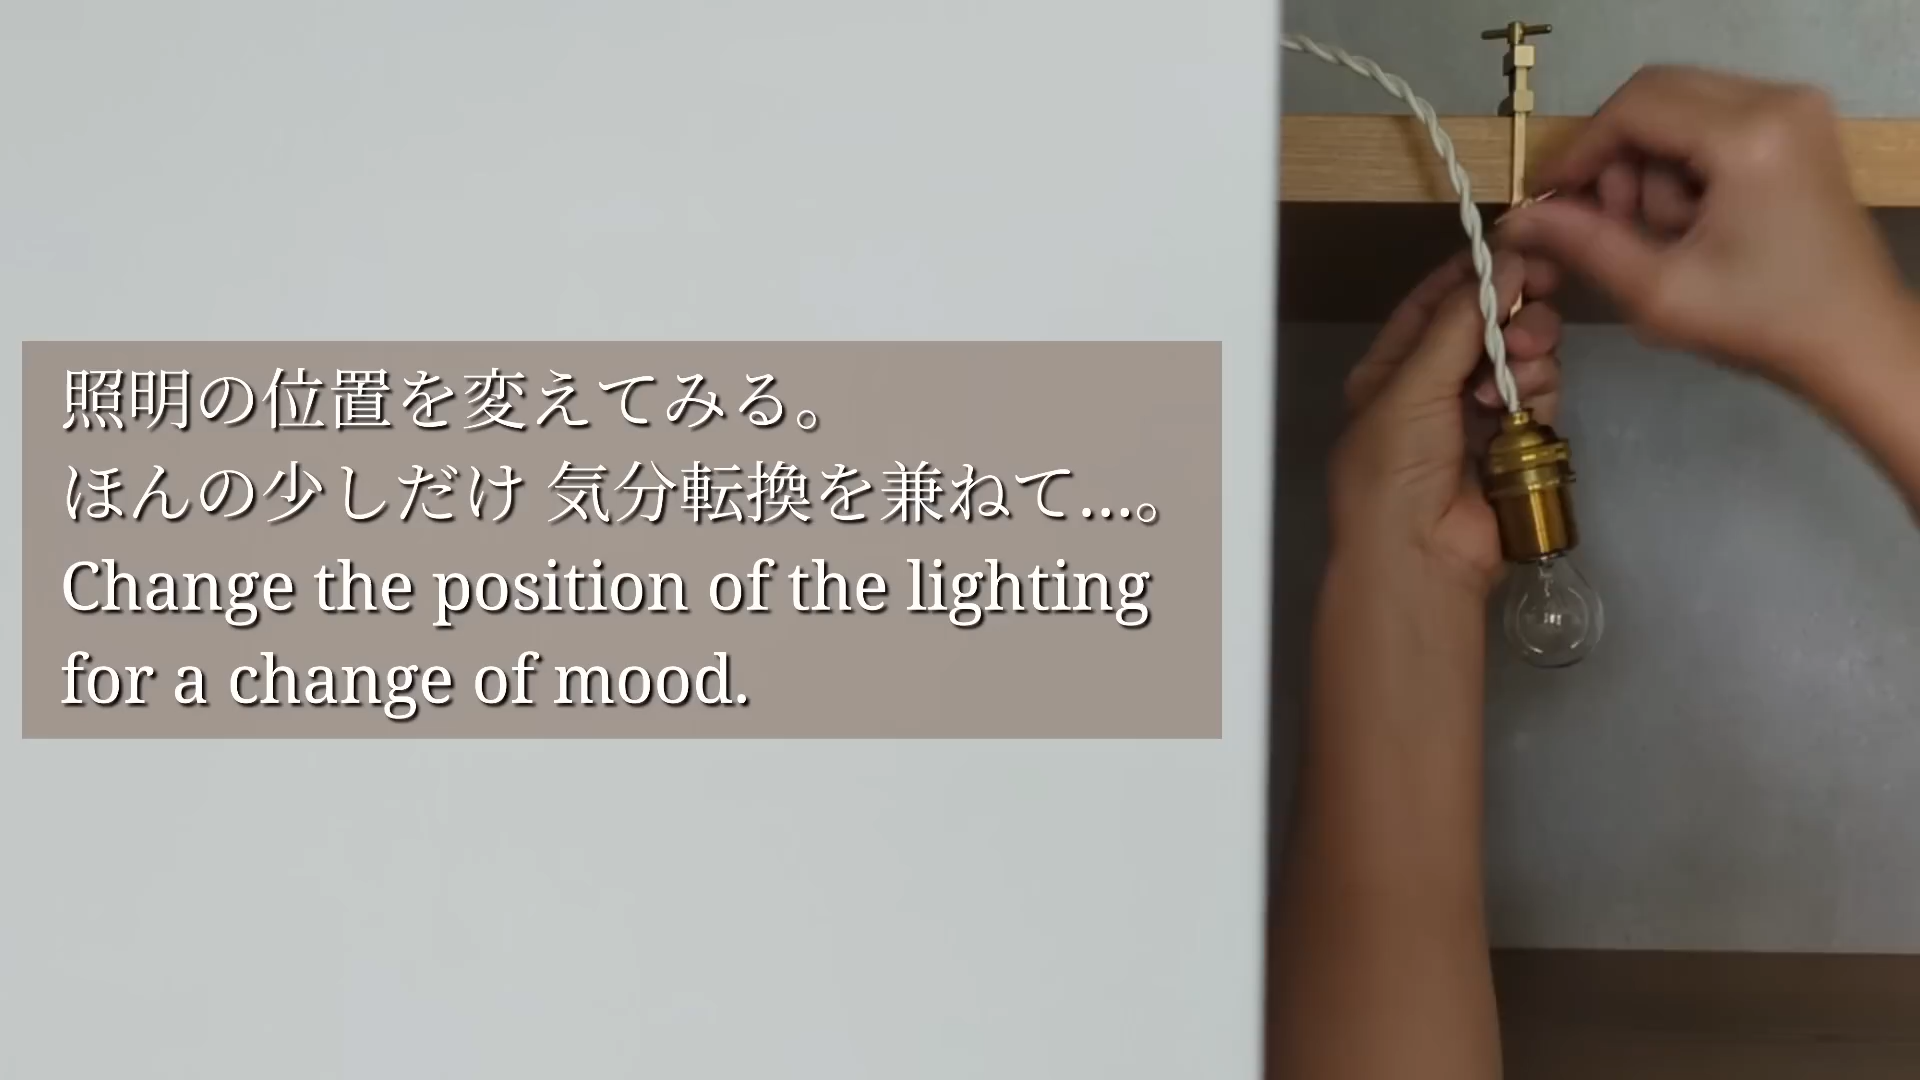 照明の位置を変えてみる。
ほんの少しだけ 気分転換を兼ねて…。
Change the position of the lighting
for a change of mood.